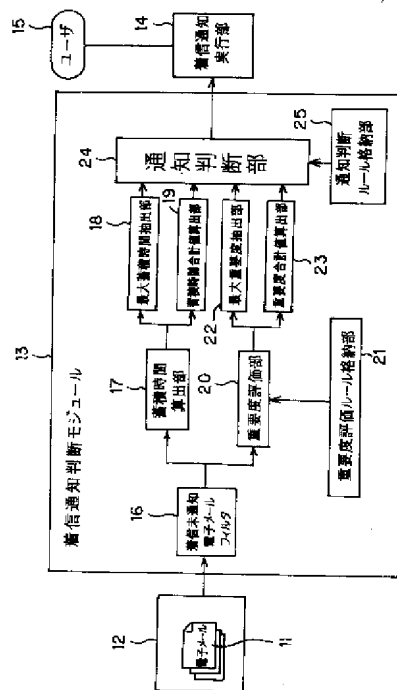 13
着信通知判断モジュール
12
電子メール
11
16
着信未通知
電子メール
フィルタ
17
蓄積時間
算出部
20
重要度評価部
21
重要度評価ルール格納部
18
最大蓄積時間抽出部
19
蓄積時間合計値算出部
22
最大重要度抽出部
23
重要度合計値算出部
24
通知判断部
25
通知判断
ルール格納部
14
着信通知
実行部
15
ユーザ